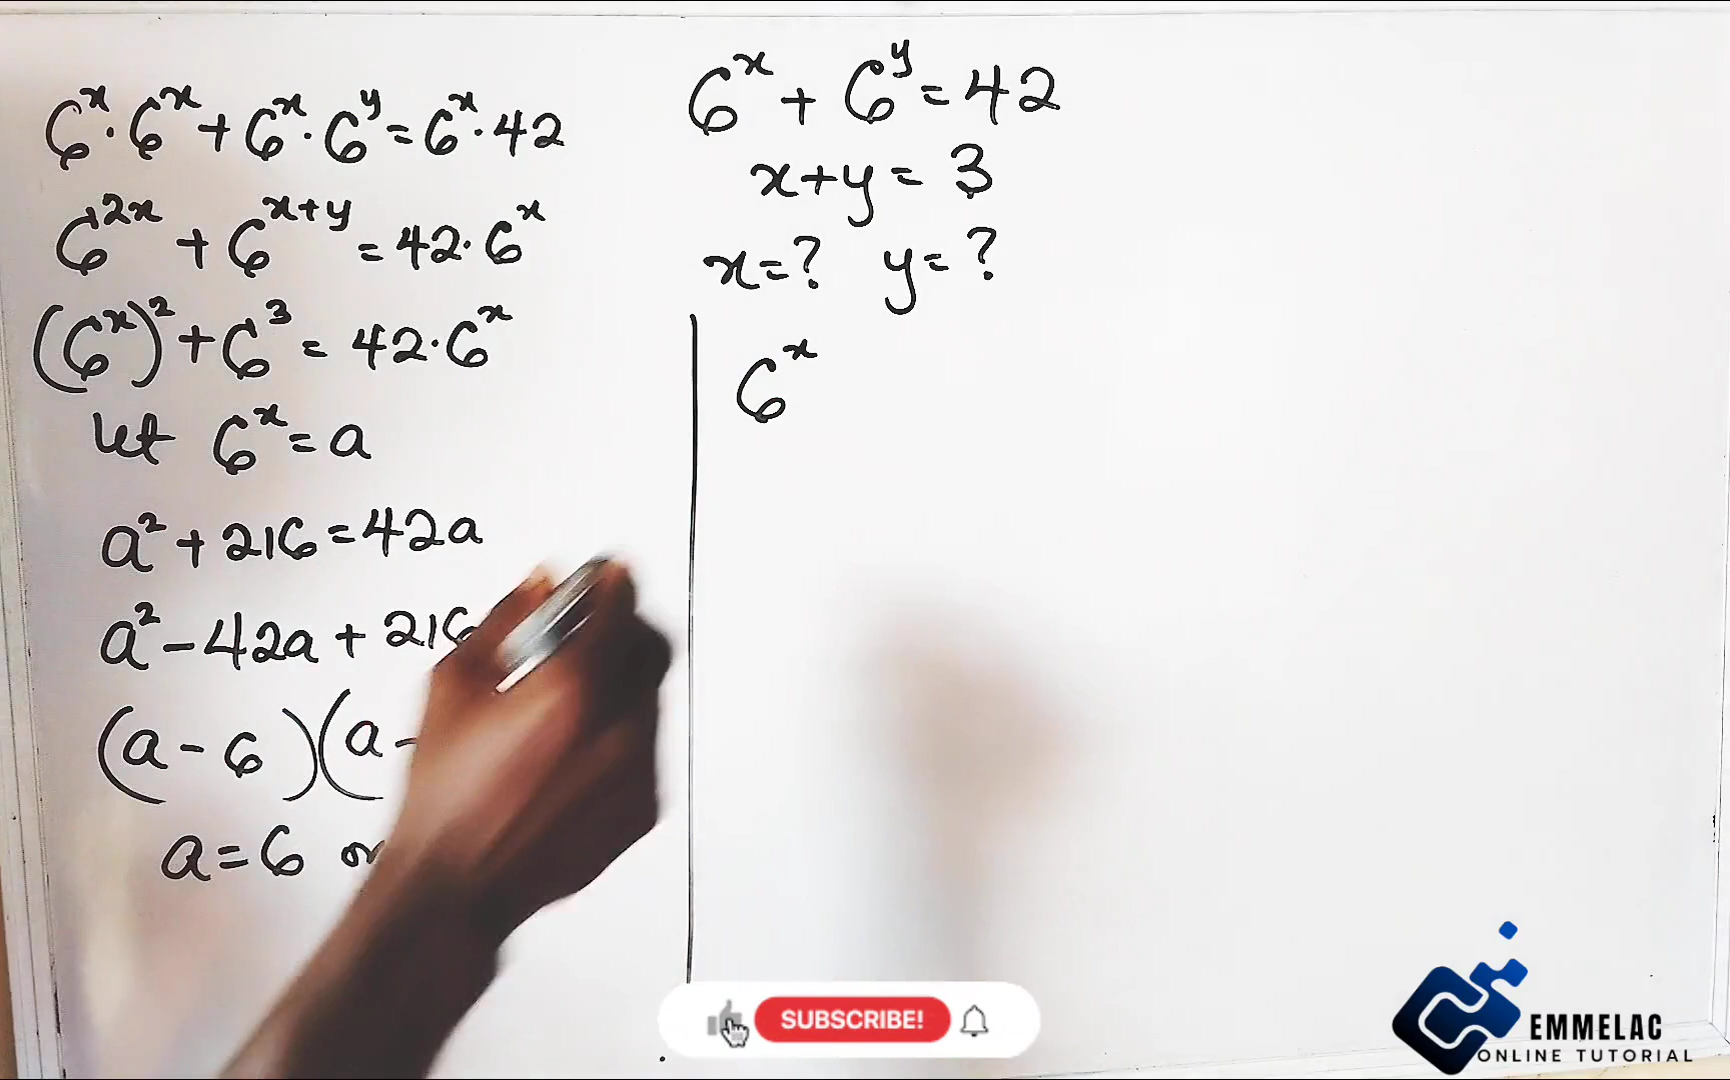 6^x · 6^x + 6^x · 6^y = 6^x · 42
6^{2x} + 6^{x+y} = 42 · 6^x
(6^x)^2 + 6^3 = 42 · 6^x
let 6^x = a
a^2 + 216 = 42a
a^2 - 42a + 216
(a - 6)(a -
a = 6 or
6^x + 6^y = 42
x + y = 3
x = ? y = ?
6^x
SUBSCRIBE!
EMMELAC
ONLINE TUTORIAL